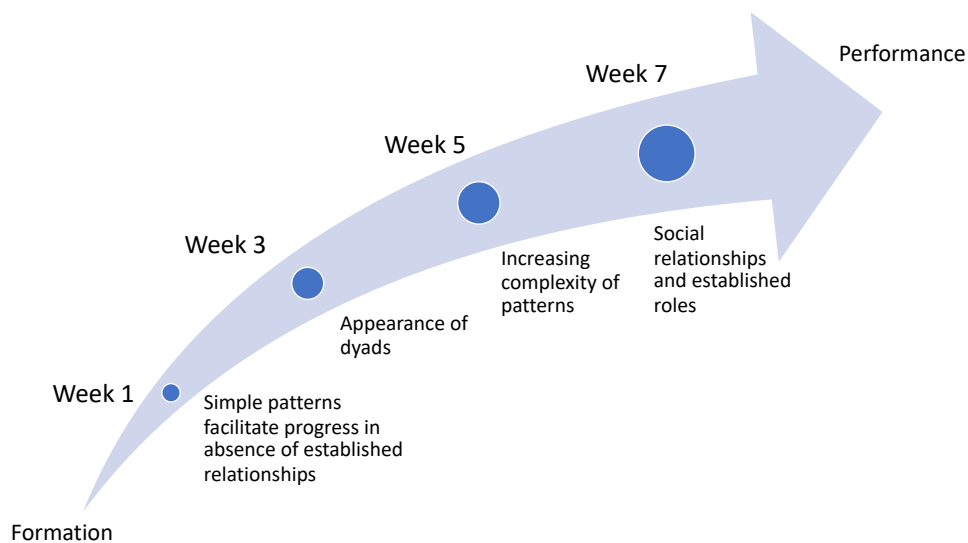 Performance
Week 7
Week 5
Week 3
Social
relationships
and established
roles
Increasing
complexity of
patterns
Appearance of
dyads
Week 1
Simple patterns
facilitate progress in
absence of established
relationships
Formation